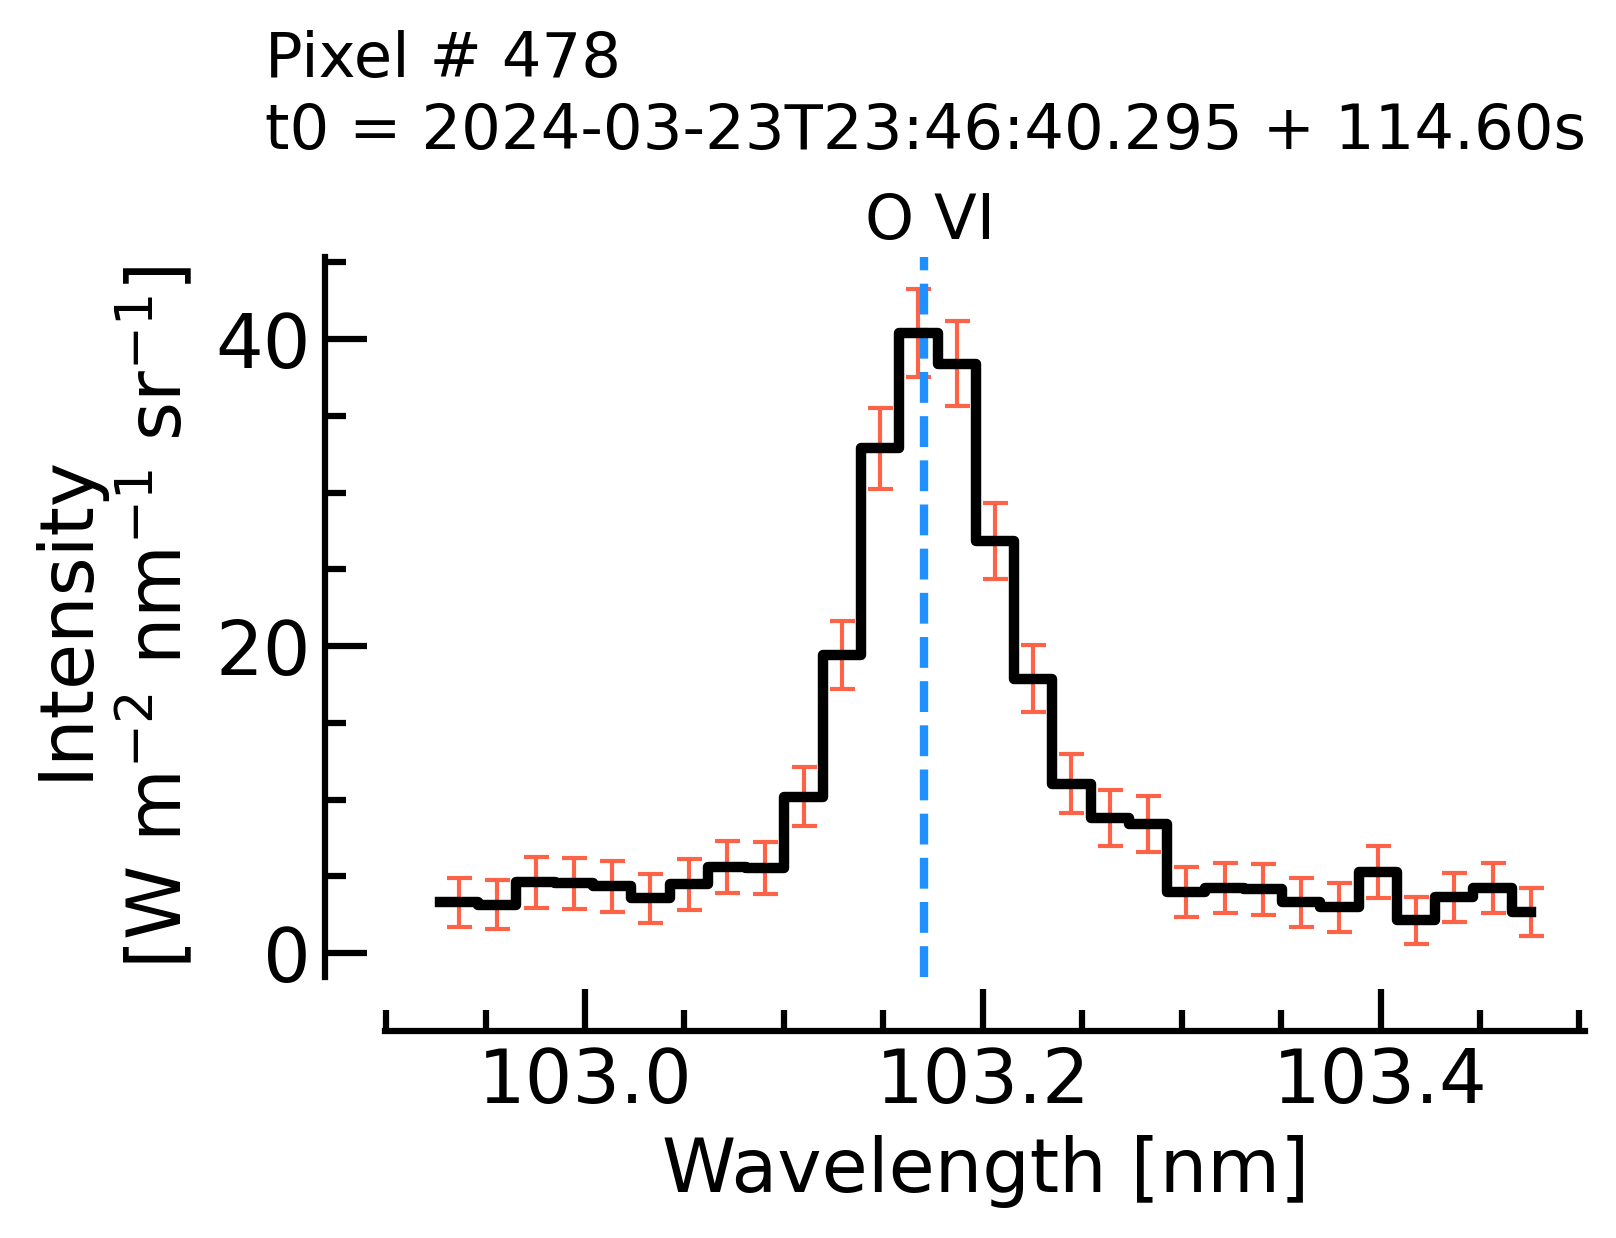 Pixel # 478
t0 = 2024-03-23T23:46:40.295 + 114.60s
O VI
Intensity
[W m⁻² nm⁻¹ sr⁻¹]
40
20
0
103.0 103.2 103.4
Wavelength [nm]